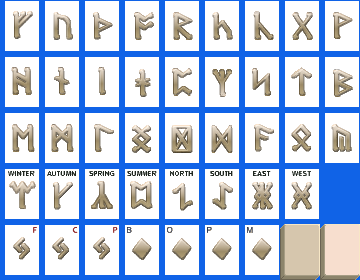 ᚠ ᚢ ᚦ ᚩ ᚱ ᚷ ᚹ
ᚻ ᚾ ᛁ ᛄ ᛈ ᛉ ᛋ ᛏ ᛒ
ᛖ ᛗ ᛚ ᛝ ᛞ ᚫ ᛟ ᚣ
WINTER AUTUMN SPRING SUMMER NORTH SOUTH EAST WEST
F C P B O P M